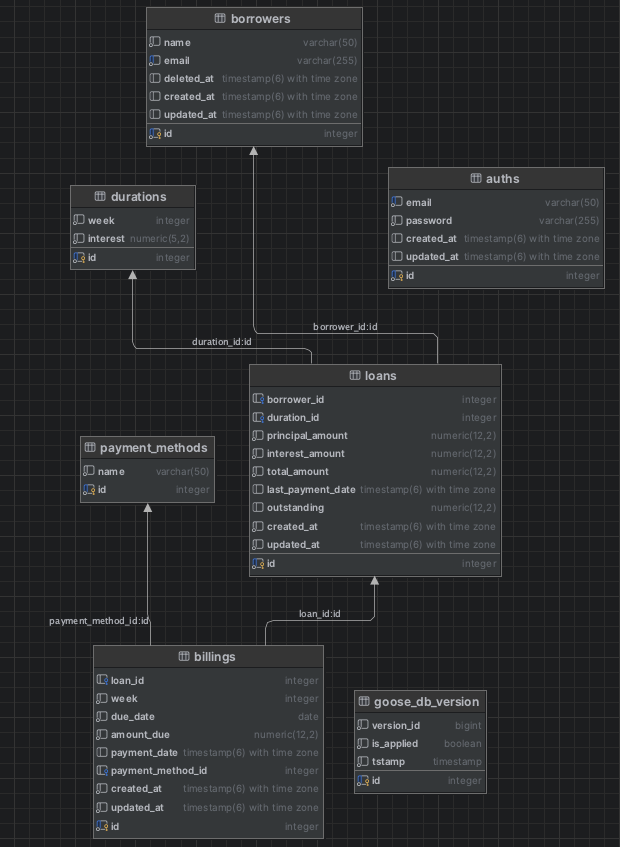 borrowers
name varchar(50)
email varchar(255)
deleted_at timestamp(6) with time zone
created_at timestamp(6) with time zone
updated_at timestamp(6) with time zone
id integer
durations
week integer
interest numeric(5,2)
id integer
auths
email varchar(50)
password varchar(255)
created_at timestamp(6) with time zone
updated_at timestamp(6) with time zone
id integer
borrower_id:id
duration_id:id
loans
borrower_id integer
duration_id integer
principal_amount numeric(12,2)
interest_amount numeric(12,2)
total_amount numeric(12,2)
last_payment_date timestamp(6) with time zone
outstanding numeric(12,2)
created_at timestamp(6) with time zone
updated_at timestamp(6) with time zone
id integer
payment_methods
name varchar(50)
id integer
payment_method_id:id
loan_id:id
billings
loan_id integer
week integer
due_date date
amount_due numeric(12,2)
payment_date timestamp(6) with time zone
payment_method_id integer
created_at timestamp(6) with time zone
updated_at timestamp(6) with time zone
id integer
goose_db_version
version_id bigint
is_applied boolean
tstamp timestamp
id integer